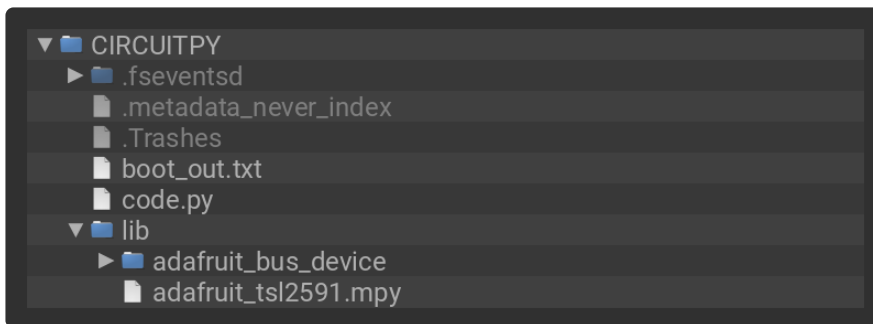 CIRCUITPY
.fseventsd
.metadata_never_index
.Trashes
boot_out.txt
code.py
lib
adafruit_bus_device
adafruit_tsl2591.mpy